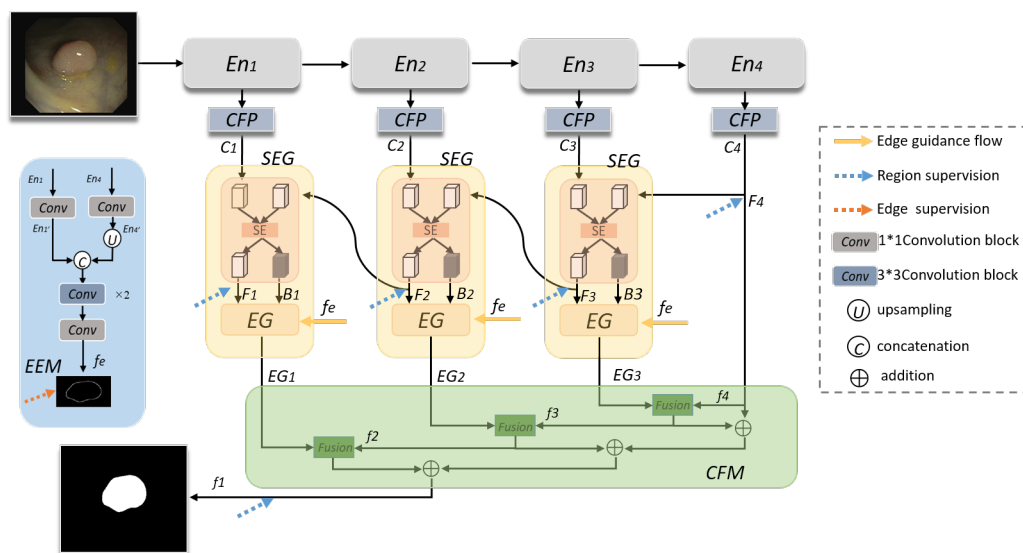 En1
En2
En3
En4
CFP
CFP
CFP
CFP
C1
C2
C3
C4
SEG
SEG
SEG
SE
SE
SE
F1
B1
F2
B2
F3
B3
F4
EG
fe
EG
fe
EG
fe
EG1
EG2
EG3
Fusion
f4
Fusion
f3
Fusion
f2
CFM
f1
En1
En4
Conv
Conv
En1'
En4'
U
C
Conv
×2
Conv
fe
EEM
Edge guidance flow
Region supervision
Edge supervision
Conv 1*1Convolution block
Conv 3*3Convolution block
U upsampling
C concatenation
addition